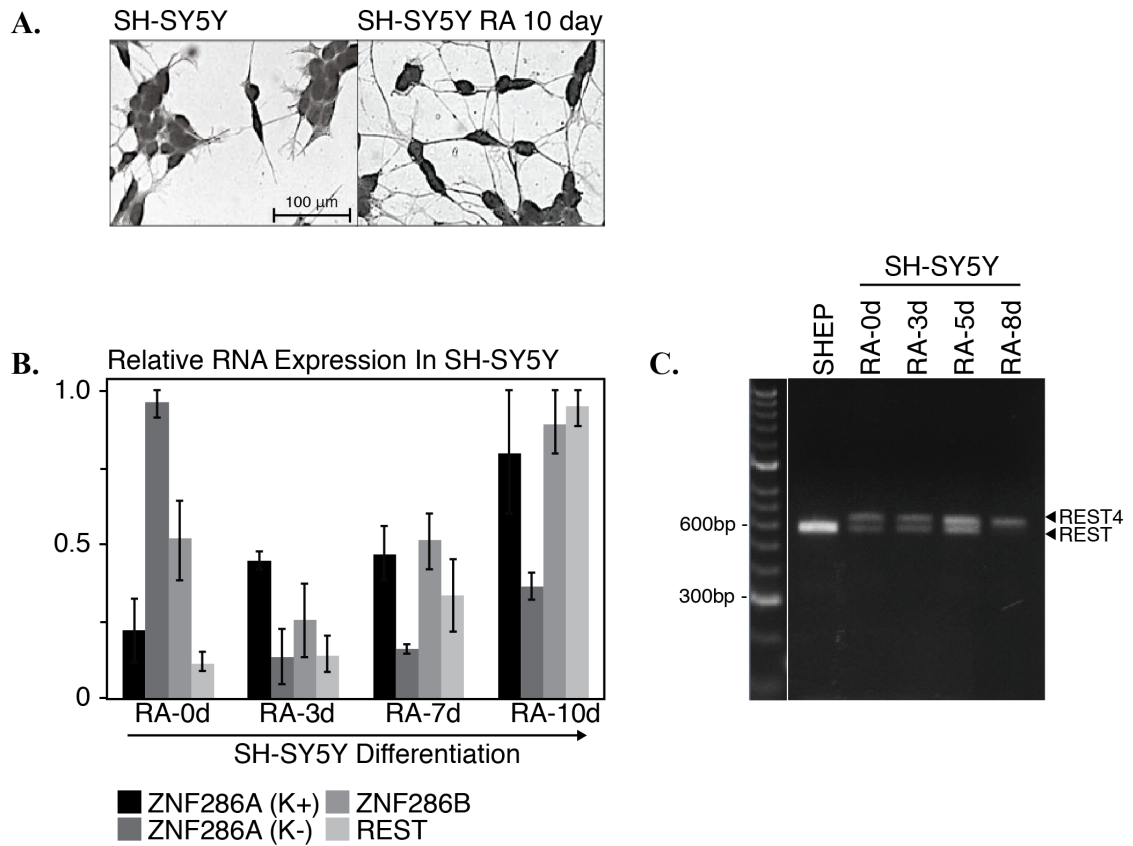 A.
SH-SY5Y
SH-SY5Y RA 10 day
100 µm
B.
Relative RNA Expression In SH-SY5Y
1.0
0.5
0
RA-0d RA-3d RA-7d RA-10d
SH-SY5Y Differentiation
ZNF286A (K+)
ZNF286B
ZNF286A (K-)
REST
C.
SH-SY5Y
SHEP
RA-0d
RA-3d
RA-5d
RA-8d
600bp -
300bp -
REST4
REST